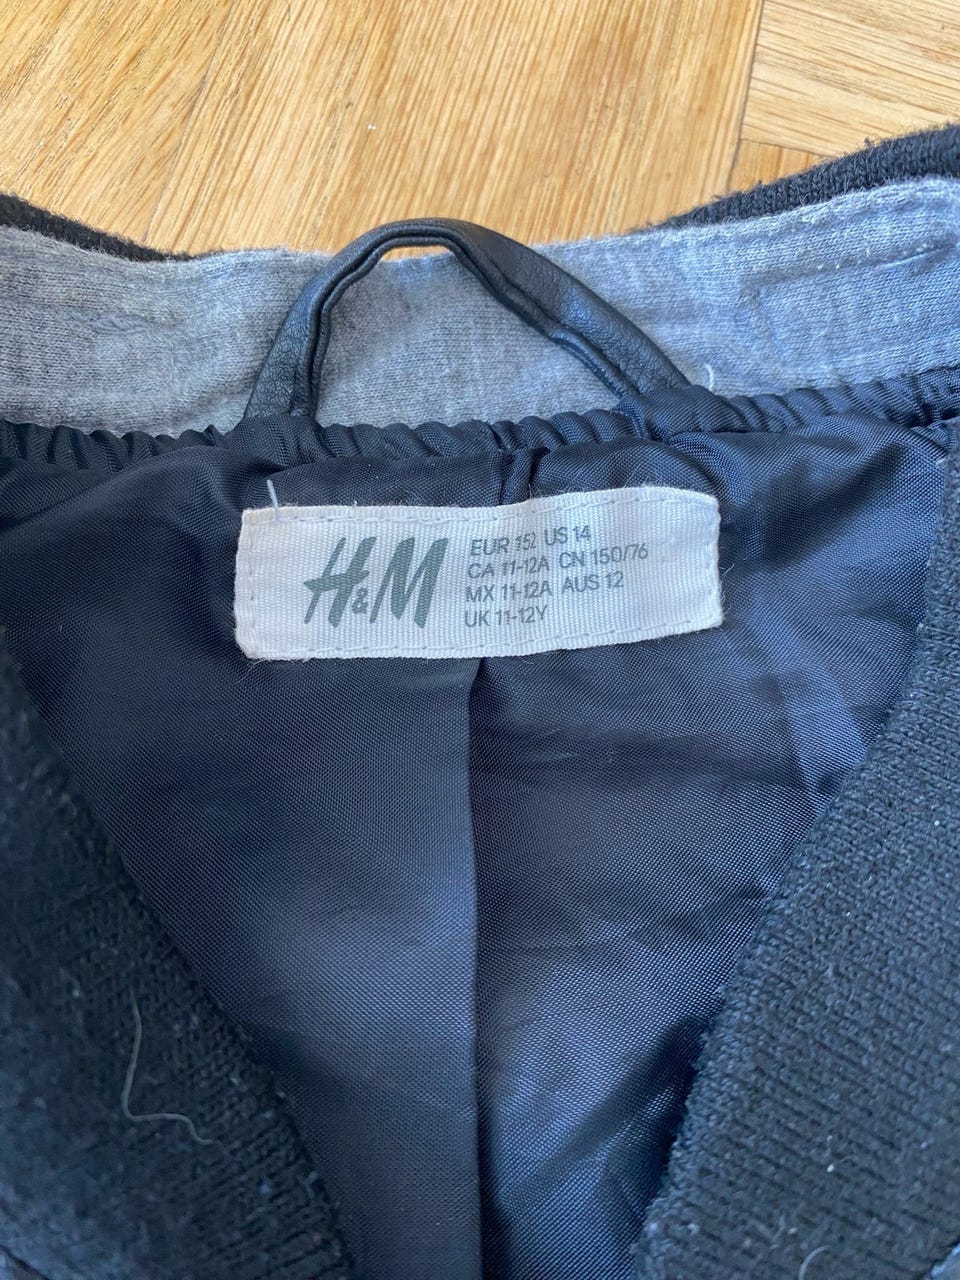 H&M
EUR 152 US 14
CA 11-12A CN 150/76
MX 11-12A AUS 12
UK 11-12Y